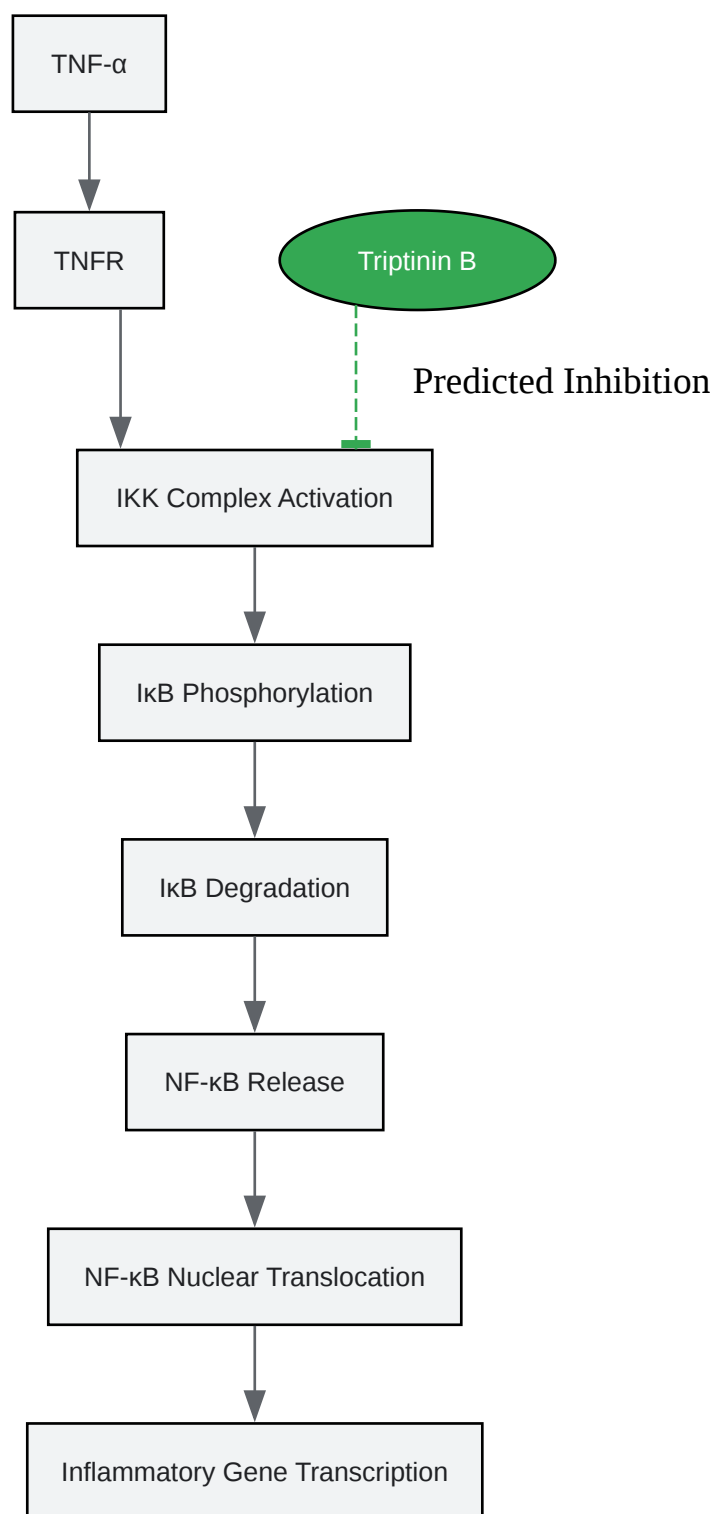 TNF-α
TNFR
Triptinin B
Predicted Inhibition
IKK Complex Activation
IκB Phosphorylation
IκB Degradation
NF-κB Release
NF-κB Nuclear Translocation
Inflammatory Gene Transcription